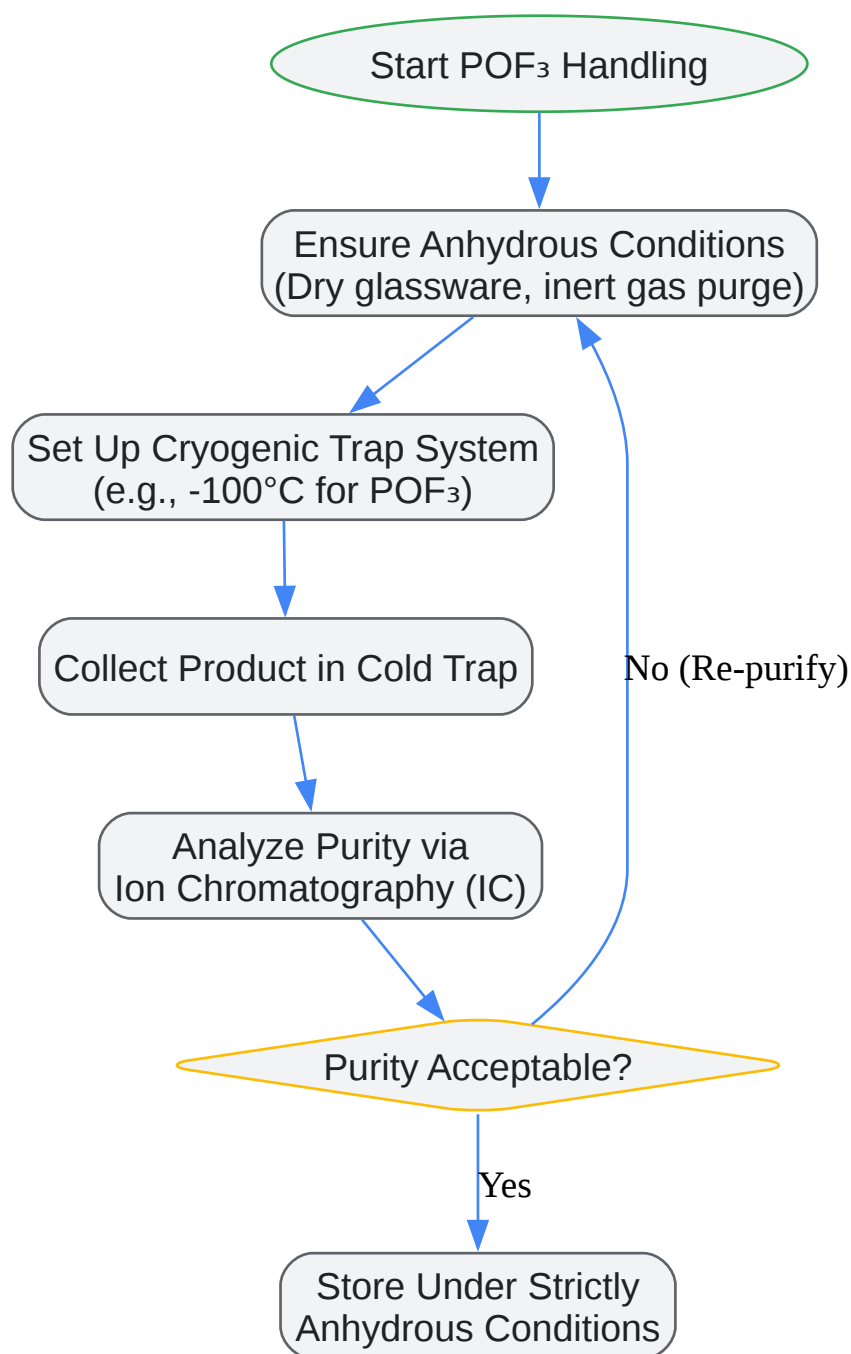 Start POF₃ Handling
Ensure Anhydrous Conditions
(Dry glassware, inert gas purge)
Set Up Cryogenic Trap System
(e.g., -100°C for POF₃)
Collect Product in Cold Trap
No (Re-purify)
Analyze Purity via
Ion Chromatography (IC)
Purity Acceptable?
Yes
Store Under Strictly
Anhydrous Conditions